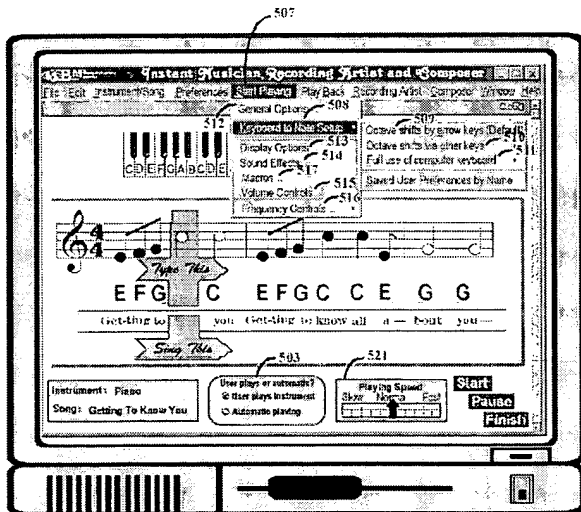 507
Instant Musician, Recording Artist and Composer
File Edit Instrument/Song Preferences Start Playing Play Back Recording Artist Composer Window Help
512
General Options
508
Keyboard to Note Setup
513
Display Options
514
Sound Effects
517
Macros ...
515
Volume Controls
516
Frequency Controls ...
509
Octave shifts by arrow keys (Default)
510
Octave shifts via other keys
511
Full use of computer keyboard
Saved User Preferences by Name
C D E F G A B C D E
4
4
Type This
E F G C E F G C C E G G
Get-ting to you Get-ting to know all a — bout you —
Sing This
503
521
Instrument: Piano
Song: Getting To Know You
User plays or automatic?
User plays Instrument
Automatic playing
Playing Speed
Slow Normal Fast
Start
Pause
Finish